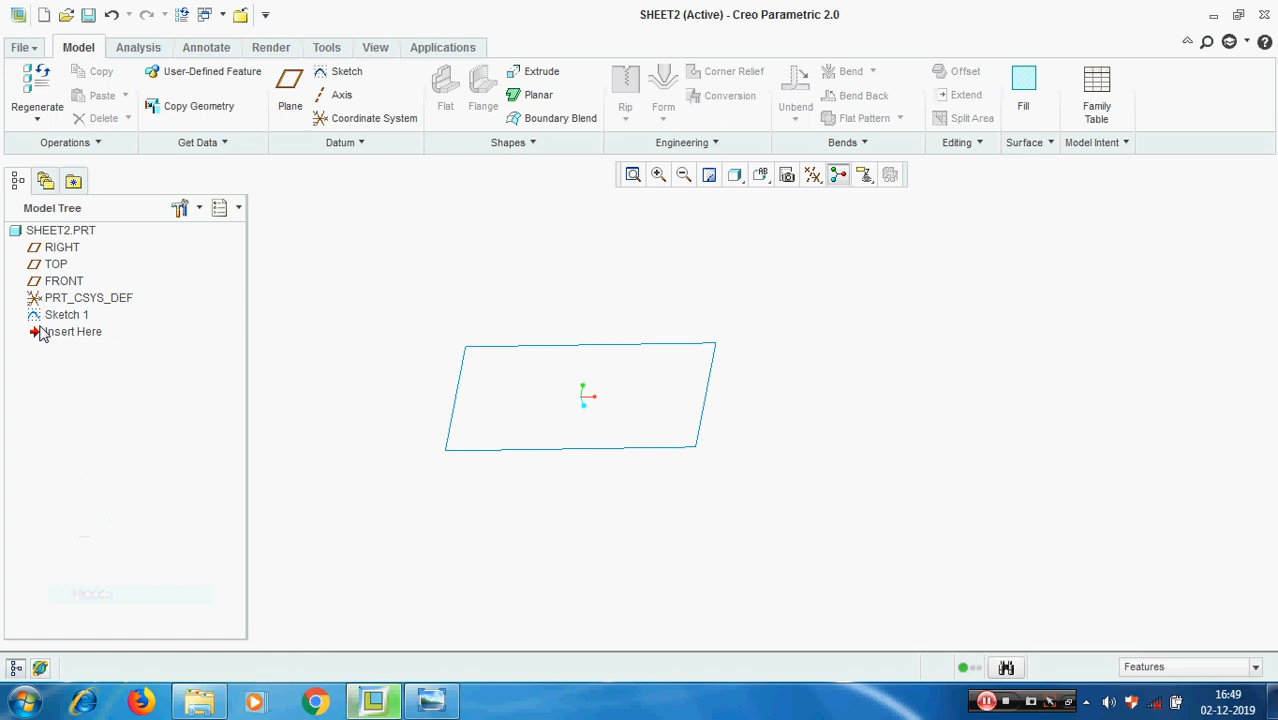 SHEET2 (Active) - Creo Parametric 2.0
File Model Analysis Annotate Render Tools View Applications
Regenerate
Copy
Paste
Delete
User-Defined Feature
Copy Geometry
Plane
Sketch
Axis
Coordinate System
Flat
Flange
Extrude
Planar
Boundary Blend
Rip
Form
Corner Relief
Conversion
Unbend
Bend
Bend Back
Flat Pattern
Offset
Extend
Split Area
Fill
Family
Table
Operations Get Data Datum Shapes Engineering Bends Editing Surface Model Intent
Model Tree
SHEET2.PRT
RIGHT
TOP
FRONT
PRT_CSYS_DEF
Sketch 1
Insert Here
Features
16:49
02-12-2019